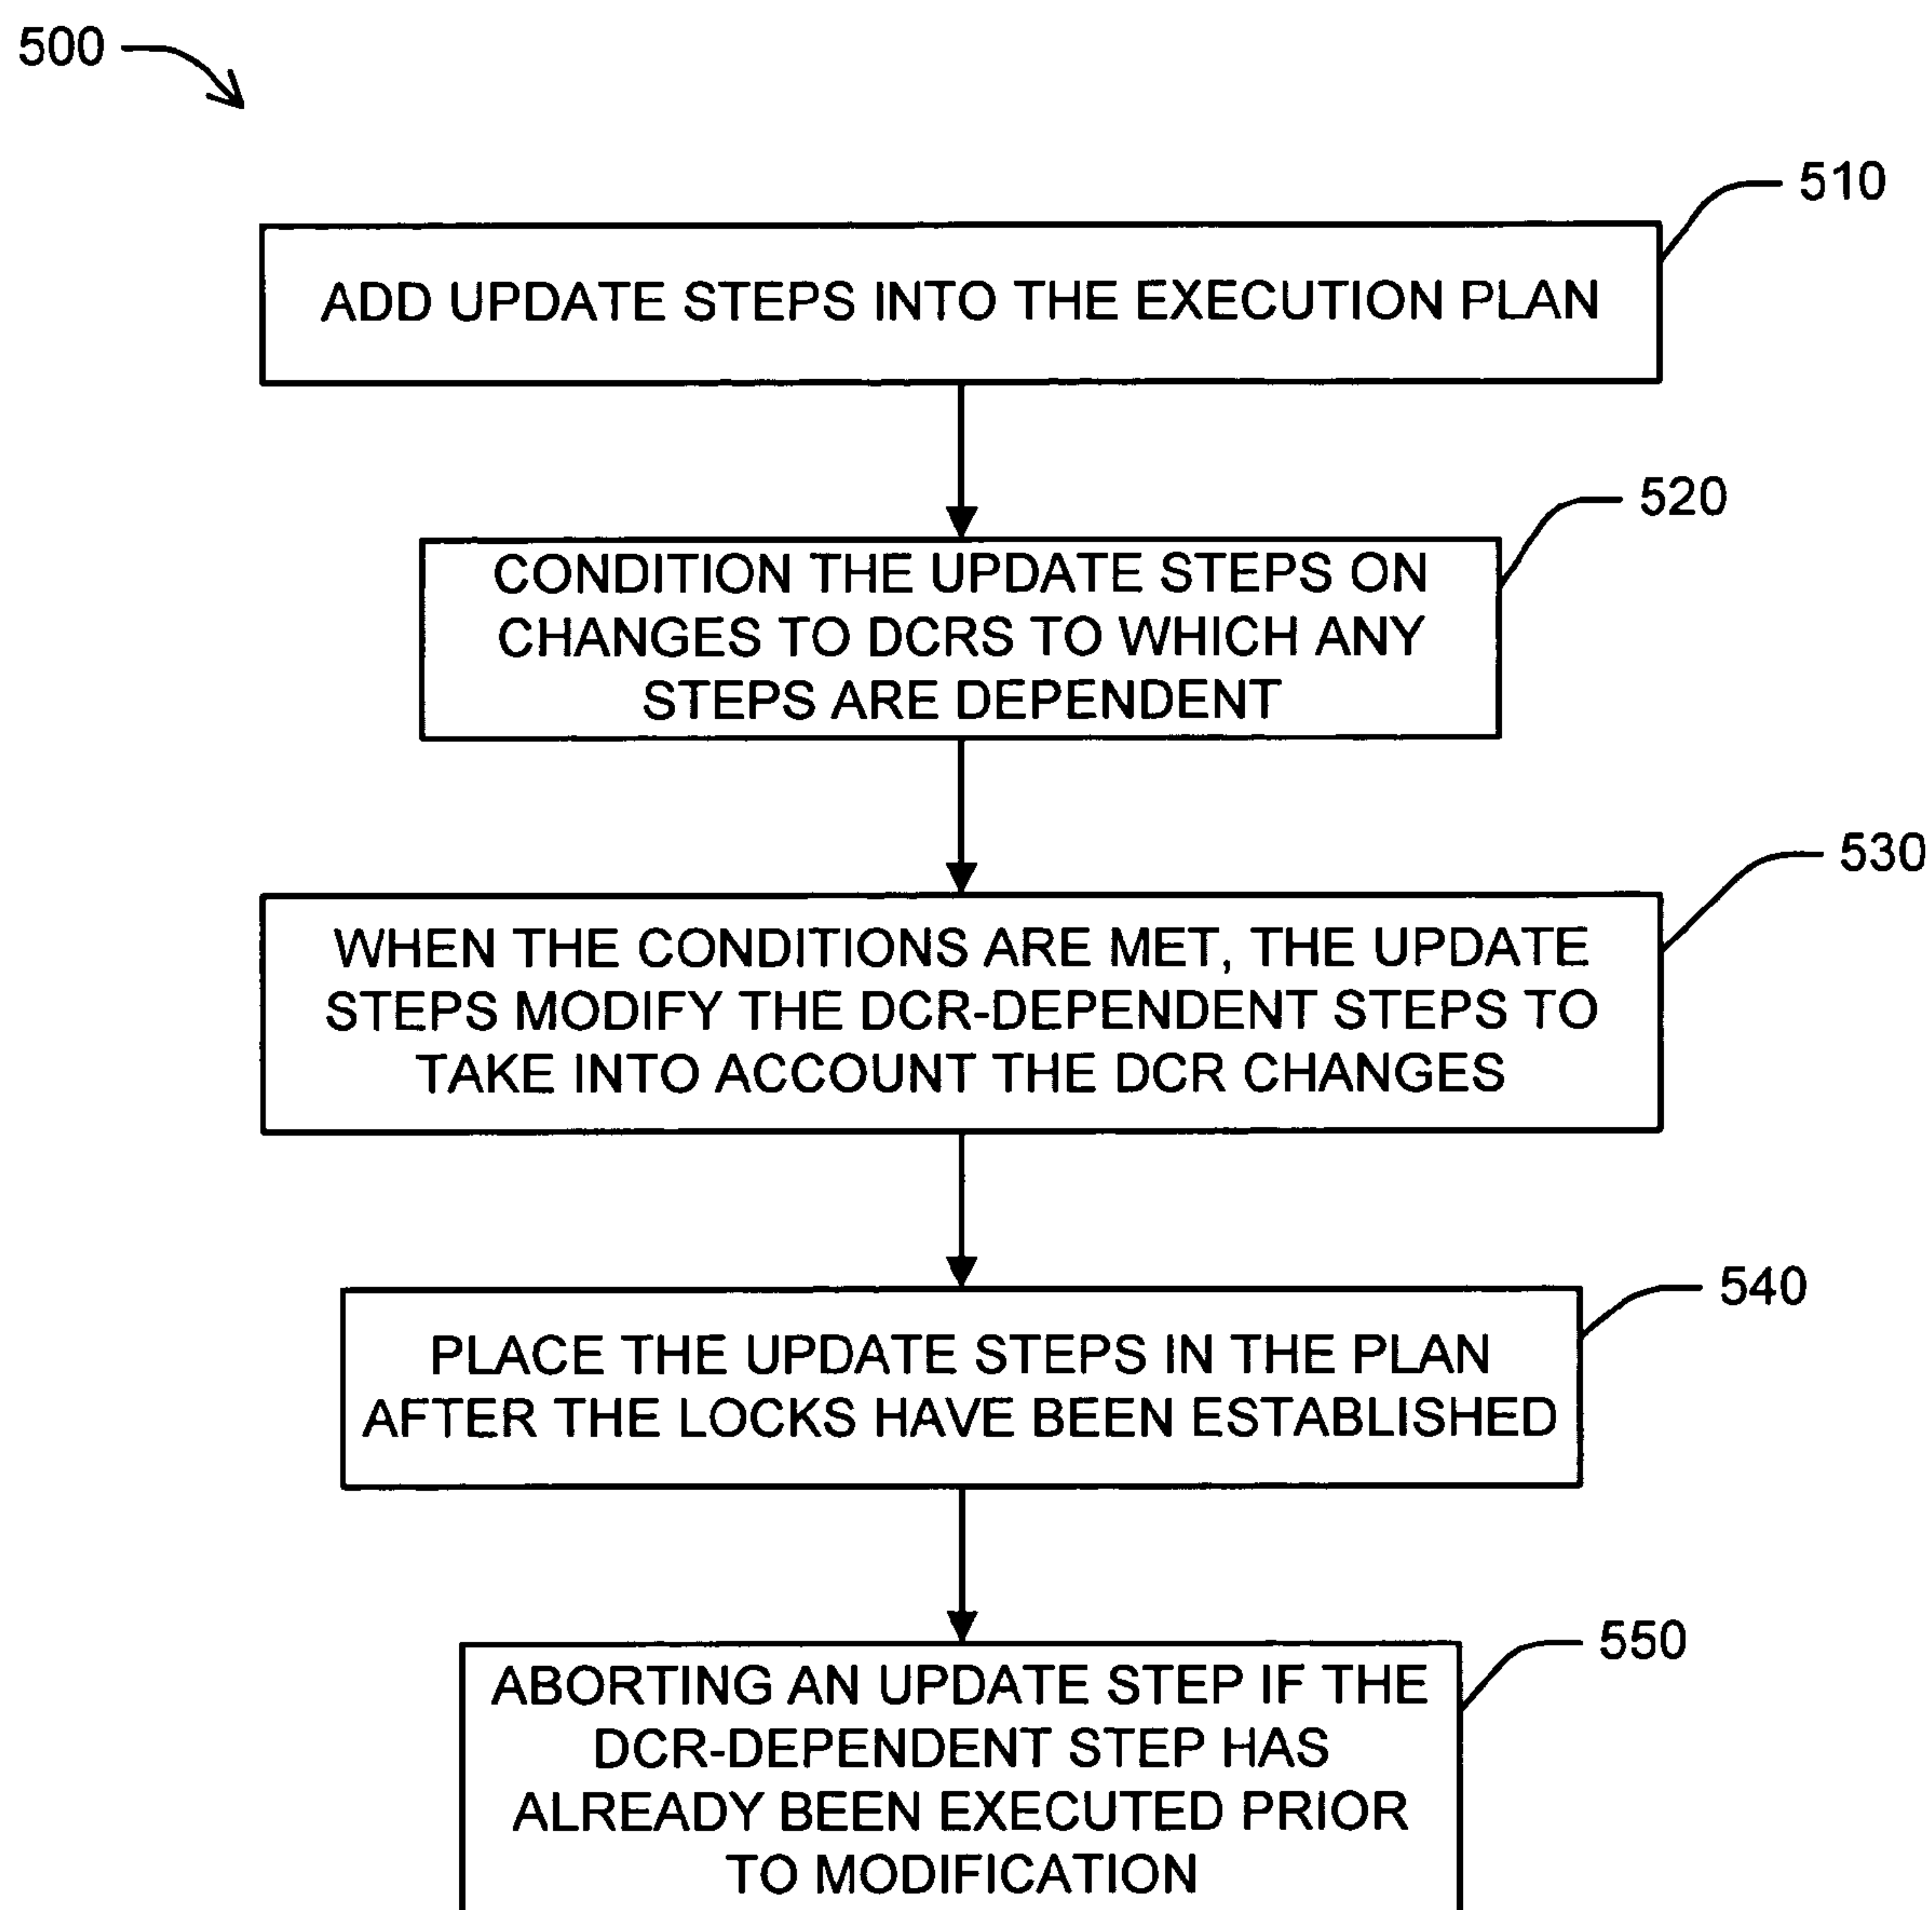 500
510
ADD UPDATE STEPS INTO THE EXECUTION PLAN
520
CONDITION THE UPDATE STEPS ON
CHANGES TO DCRS TO WHICH ANY
STEPS ARE DEPENDENT
530
WHEN THE CONDITIONS ARE MET, THE UPDATE
STEPS MODIFY THE DCR-DEPENDENT STEPS TO
TAKE INTO ACCOUNT THE DCR CHANGES
540
PLACE THE UPDATE STEPS IN THE PLAN
AFTER THE LOCKS HAVE BEEN ESTABLISHED
550
ABORTING AN UPDATE STEP IF THE
DCR-DEPENDENT STEP HAS
ALREADY BEEN EXECUTED PRIOR
TO MODIFICATION